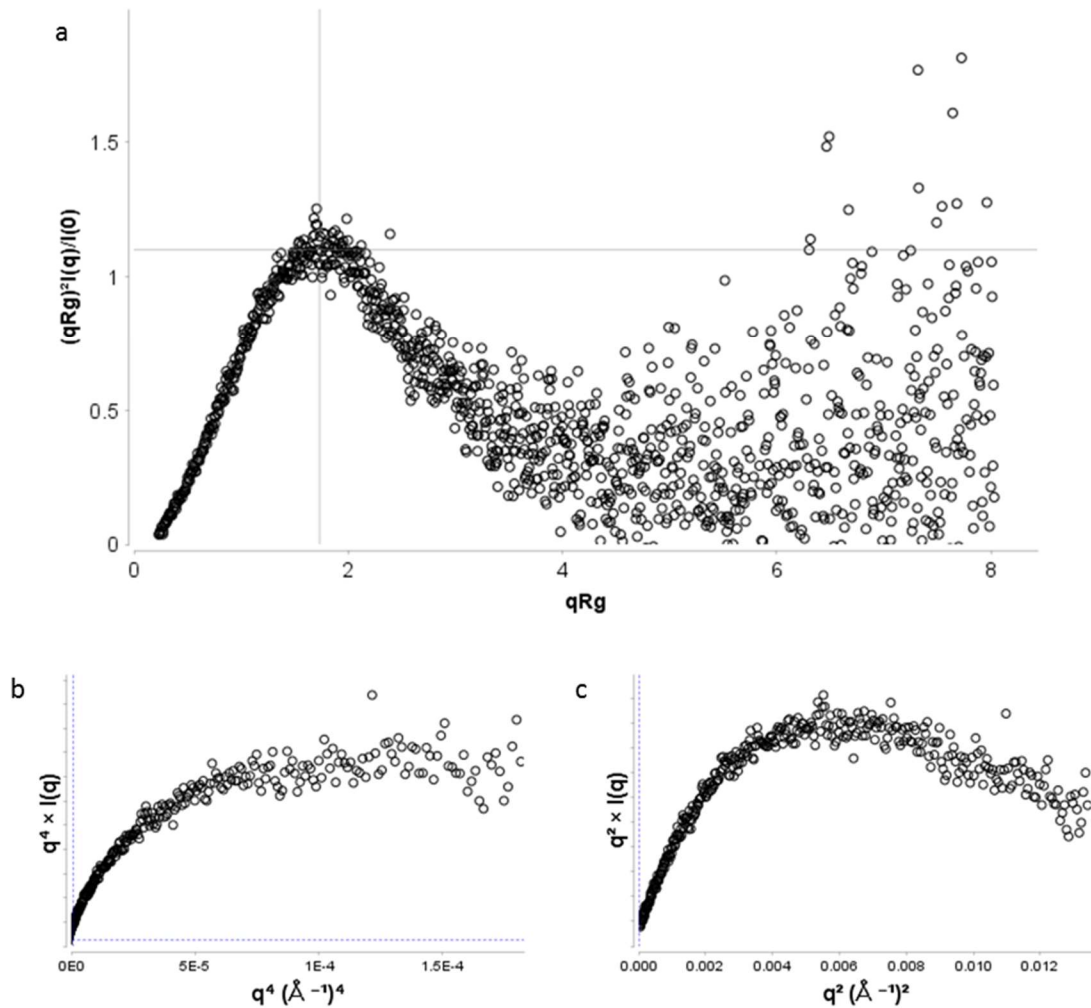 a
(qRg)²I(q)/I(0)
1.5
1
0.5
0
0 2 4 6 8
qRg
b
q⁴ × I(q)
0E0 5E-5 1E-4 1.5E-4
q⁴ (Å ⁻¹)⁴
c
q² × I(q)
0.000 0.002 0.004 0.006 0.008 0.010 0.012
q² (Å ⁻¹)²